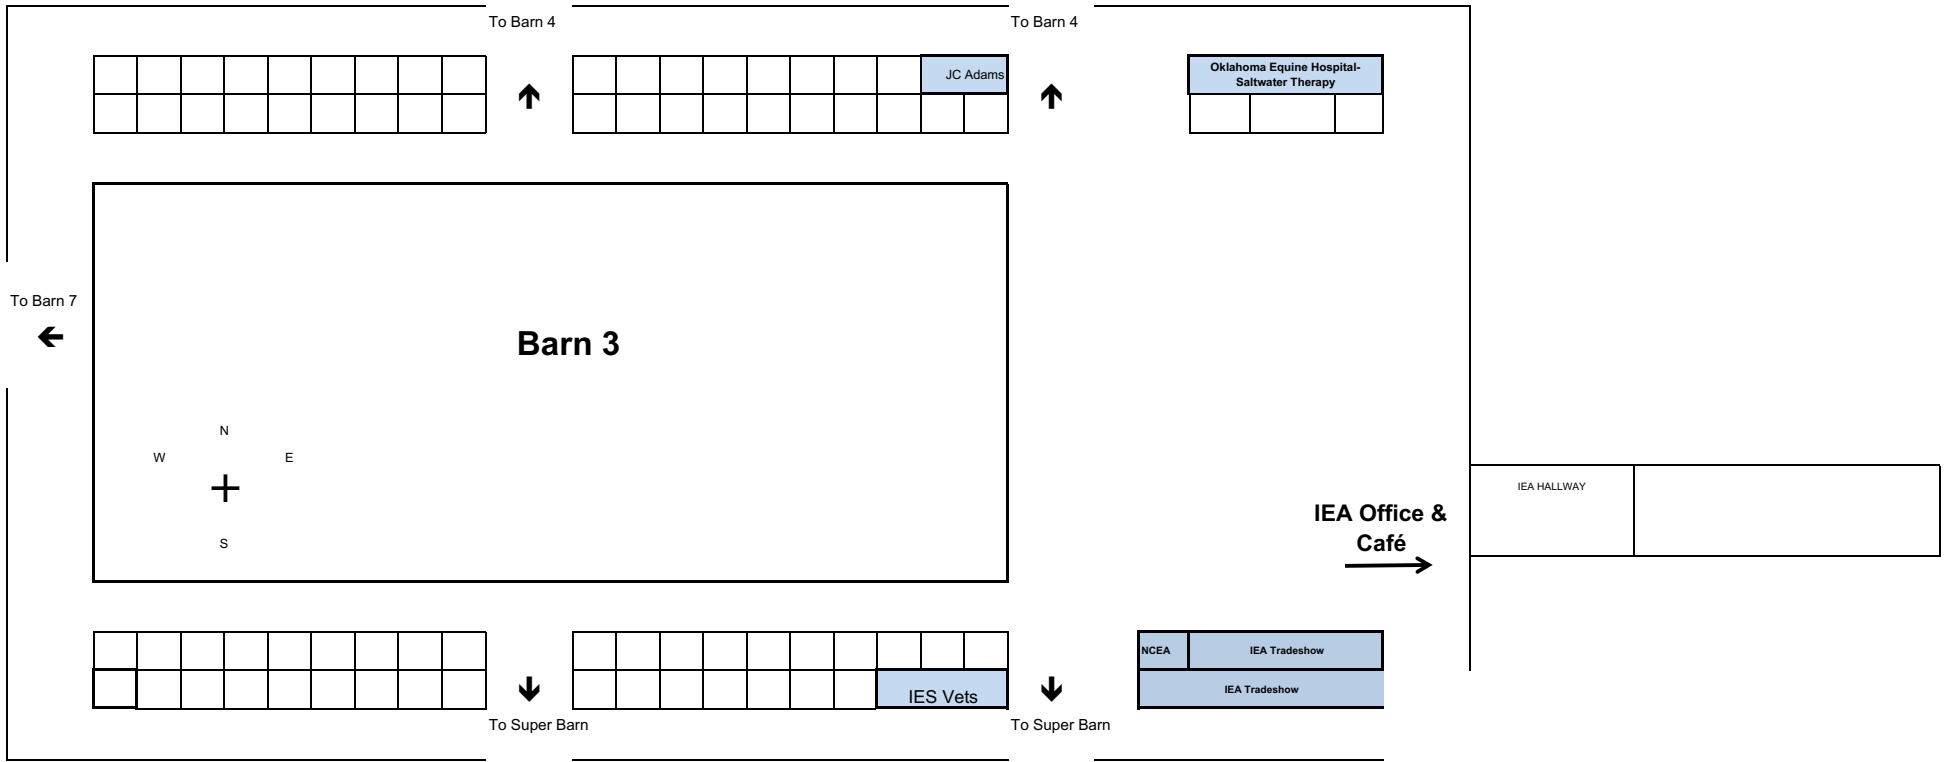 To Barn 4
To Barn 4
JC Adams
Oklahoma Equine Hospital-
Saltwater Therapy
To Barn 7
Barn 3
N
W
E
S
IEA HALLWAY
IEA Office &
Café
NCEA
IEA Tradeshow
IES Vets
IEA Tradeshow
To Super Barn
To Super Barn